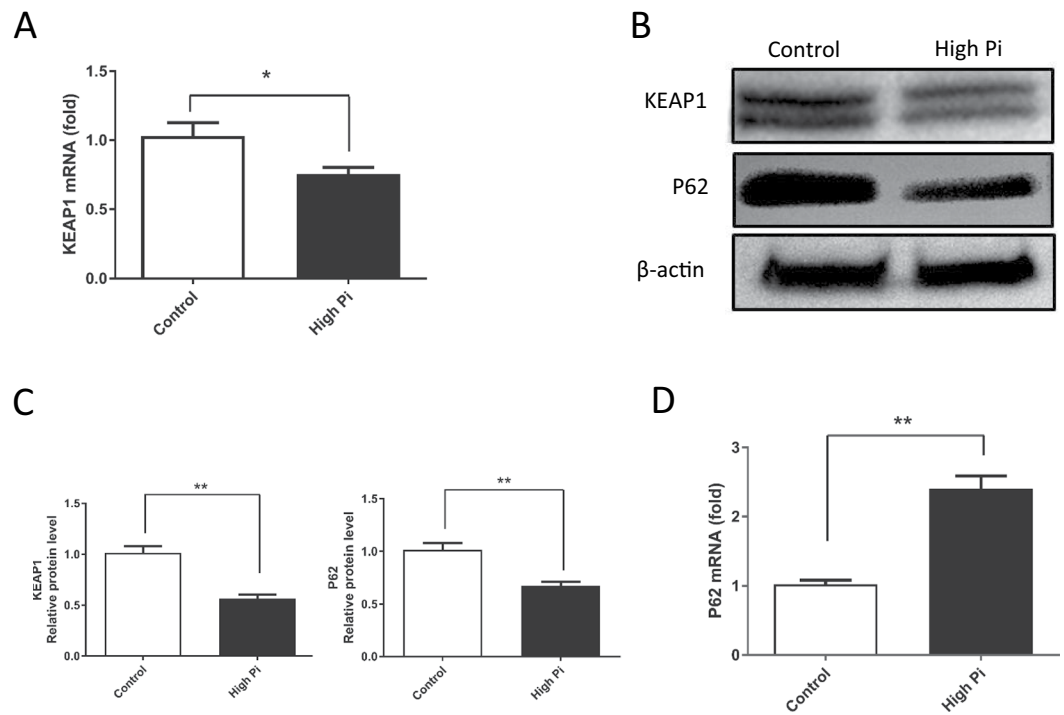 A
KEAP1 mRNA (fold)
1.5
1.0
0.5
0.0
*
Control
High Pi
B
Control
High Pi
KEAP1
P62
β-actin
C
KEAP1
Relative protein level
1.5
1.0
0.5
0.0
**
Control
High Pi
P62
Relative protein level
1.5
1.0
0.5
0.0
**
Control
High Pi
D
P62 mRNA (fold)
3
2
1
0
**
Control
High Pi